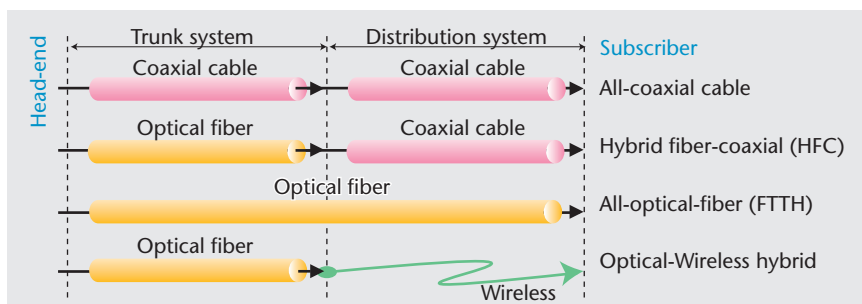 Head-end
Trunk system
Distribution system
Subscriber
Coaxial cable
Coaxial cable
All-coaxial cable
Optical fiber
Coaxial cable
Hybrid fiber-coaxial (HFC)
Optical fiber
All-optical-fiber (FTTH)
Optical fiber
Optical-Wireless hybrid
Wireless